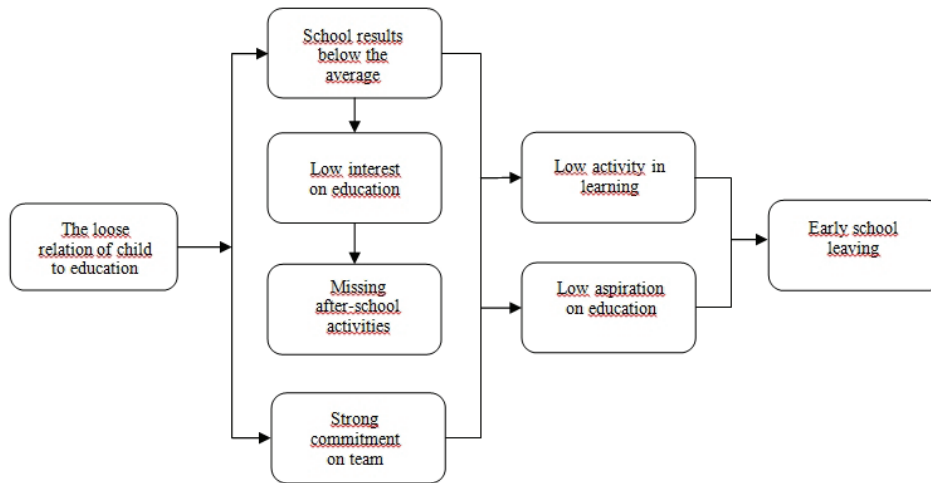 School results
below the
average
Low interest
on education
Low activity in
learning
The loose
relation of child
to education
Early school
leaving
Missing
after-school
activities
Low aspiration
on education
Strong
commitment
on team